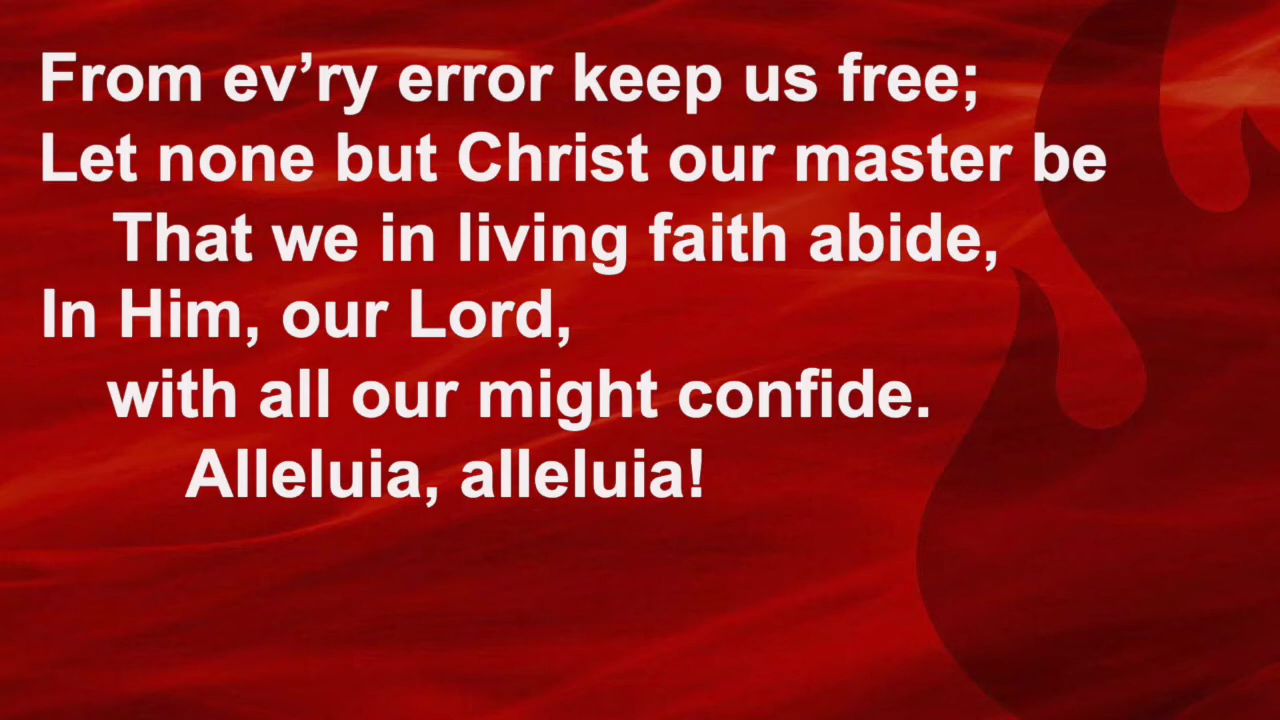 From ev’ry error keep us free;
Let none but Christ our master be
That we in living faith abide,
In Him, our Lord,
with all our might confide.
Alleluia, alleluia!